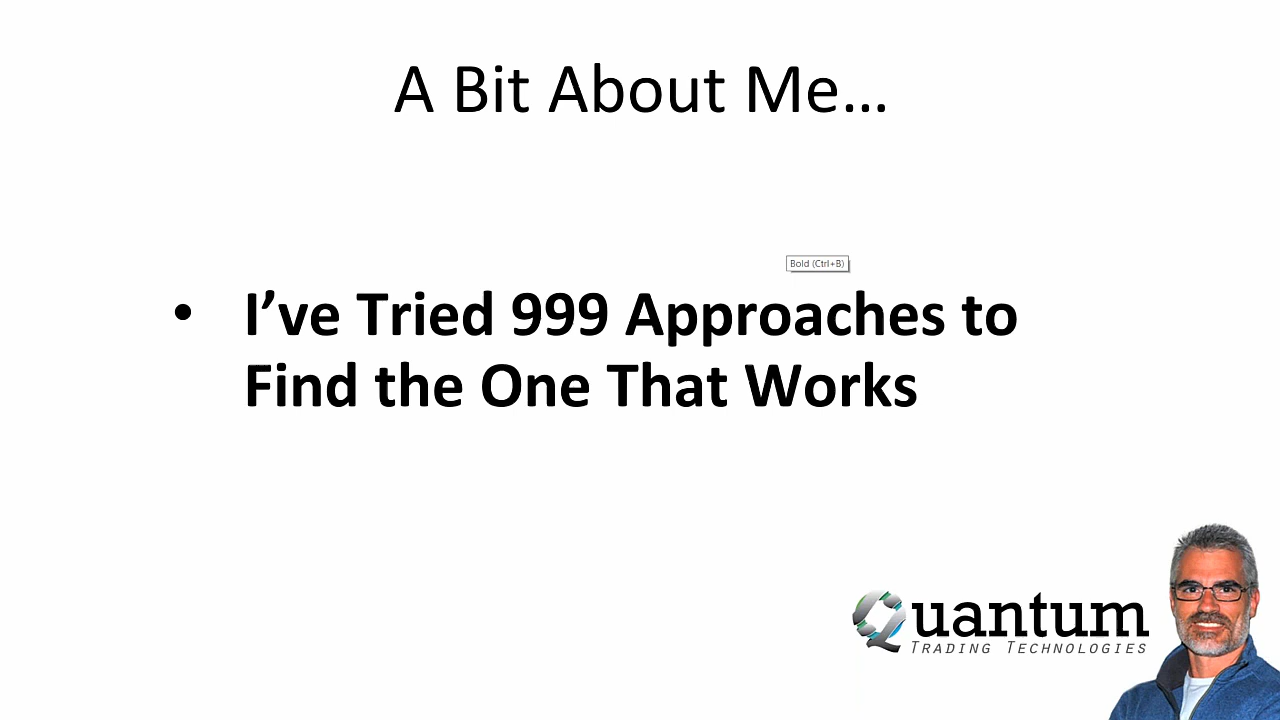 A Bit About Me…
Bold (Ctrl+B)
• I’ve Tried 999 Approaches to
Find the One That Works
Quantum
TRADING TECHNOLOGIES